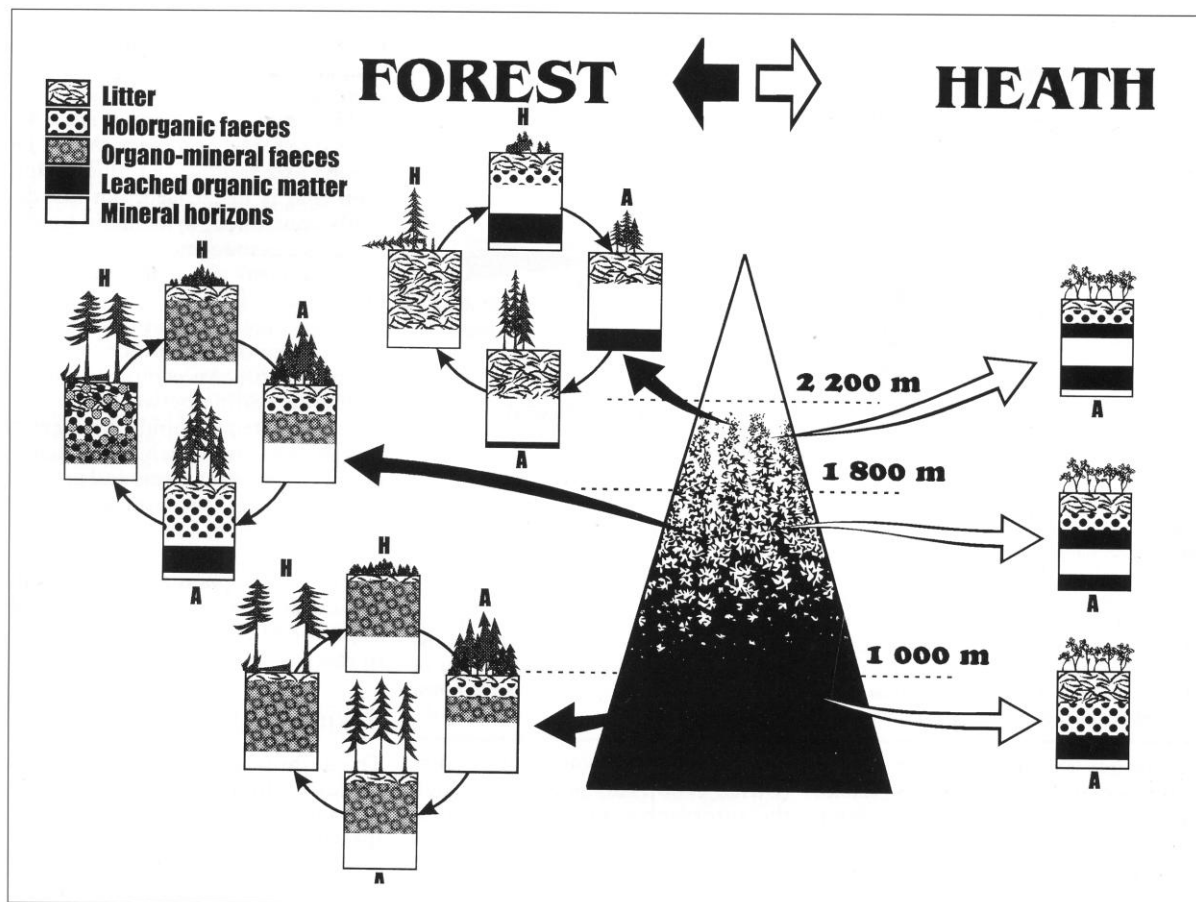 FOREST
HEATH
Litter
Holorganic faeces
Organo-mineral faeces
Leached organic matter
Mineral horizons
H
H
A
A
2 200 m
A
H
H
A
A
1 800 m
A
H
H
A
A
1 000 m
A